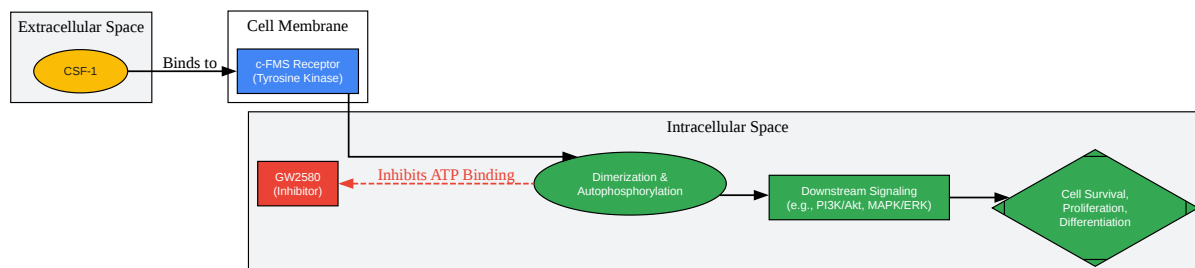 Extracellular Space
CSF-1
Binds to
Cell Membrane
c-FMS Receptor
(Tyrosine Kinase)
Intracellular Space
GW2580
(Inhibitor)
Inhibits ATP Binding
Dimerization &
Autophosphorylation
Downstream Signaling
(e.g., PI3K/Akt, MAPK/ERK)
Cell Survival,
Proliferation,
Differentiation